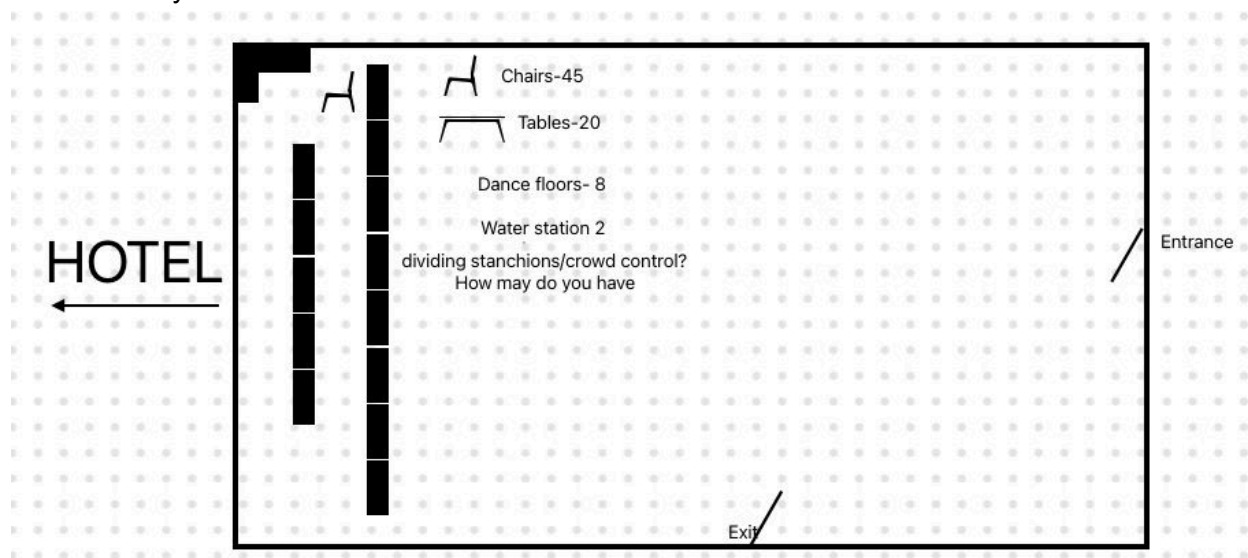 Chairs-45
Tables-20
Dance floors- 8
Water station 2
dividing stanchions/crowd control?
How may do you have
HOTEL
Entrance
Exit